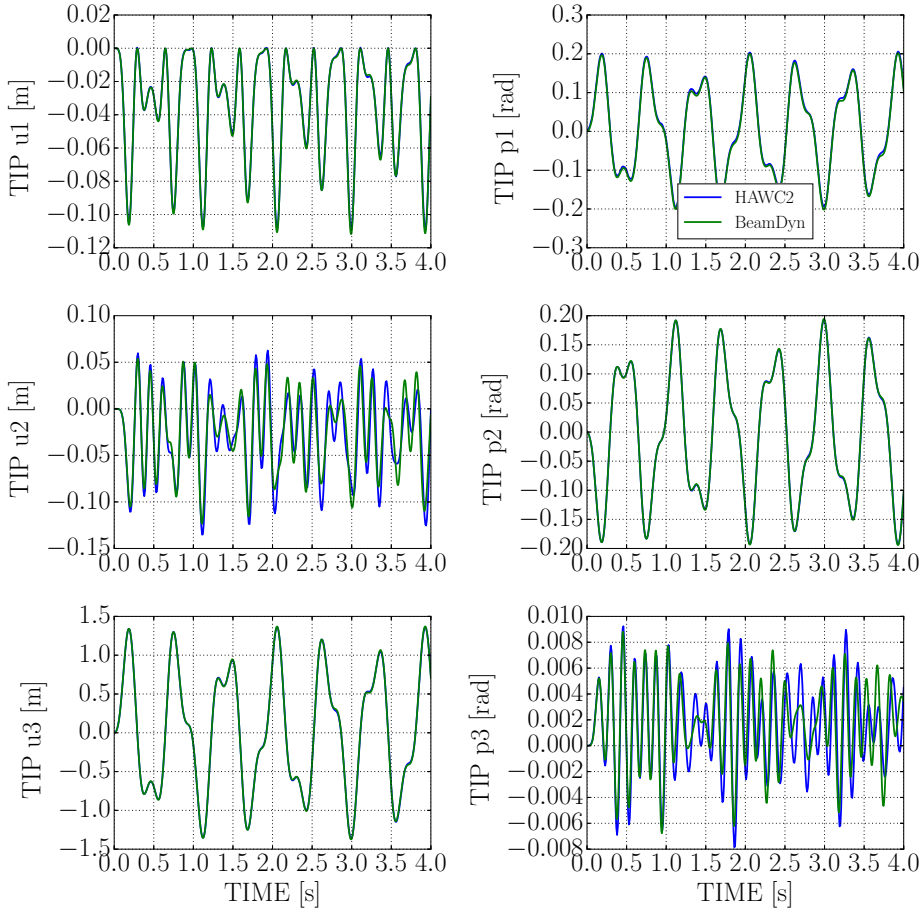 0.02
0.00
−0.02
−0.04
−0.06
−0.08
−0.10
−0.12
TIP u1 [m]
0.0 0.5 1.0 1.5 2.0 2.5 3.0 3.5 4.0
0.3
0.2
0.1
0.0
−0.1
−0.2
−0.3
TIP p1 [rad]
HAWC2
BeamDyn
0.0 0.5 1.0 1.5 2.0 2.5 3.0 3.5 4.0
0.10
0.05
0.00
−0.05
−0.10
−0.15
TIP u2 [m]
0.0 0.5 1.0 1.5 2.0 2.5 3.0 3.5 4.0
0.20
0.15
0.10
0.05
0.00
−0.05
−0.10
−0.15
−0.20
TIP p2 [rad]
0.0 0.5 1.0 1.5 2.0 2.5 3.0 3.5 4.0
1.5
1.0
0.5
0.0
−0.5
−1.0
−1.5
TIP u3 [m]
0.0 0.5 1.0 1.5 2.0 2.5 3.0 3.5 4.0
TIME [s]
0.010
0.008
0.006
0.004
0.002
0.000
−0.002
−0.004
−0.006
−0.008
TIP p3 [rad]
0.0 0.5 1.0 1.5 2.0 2.5 3.0 3.5 4.0
TIME [s]